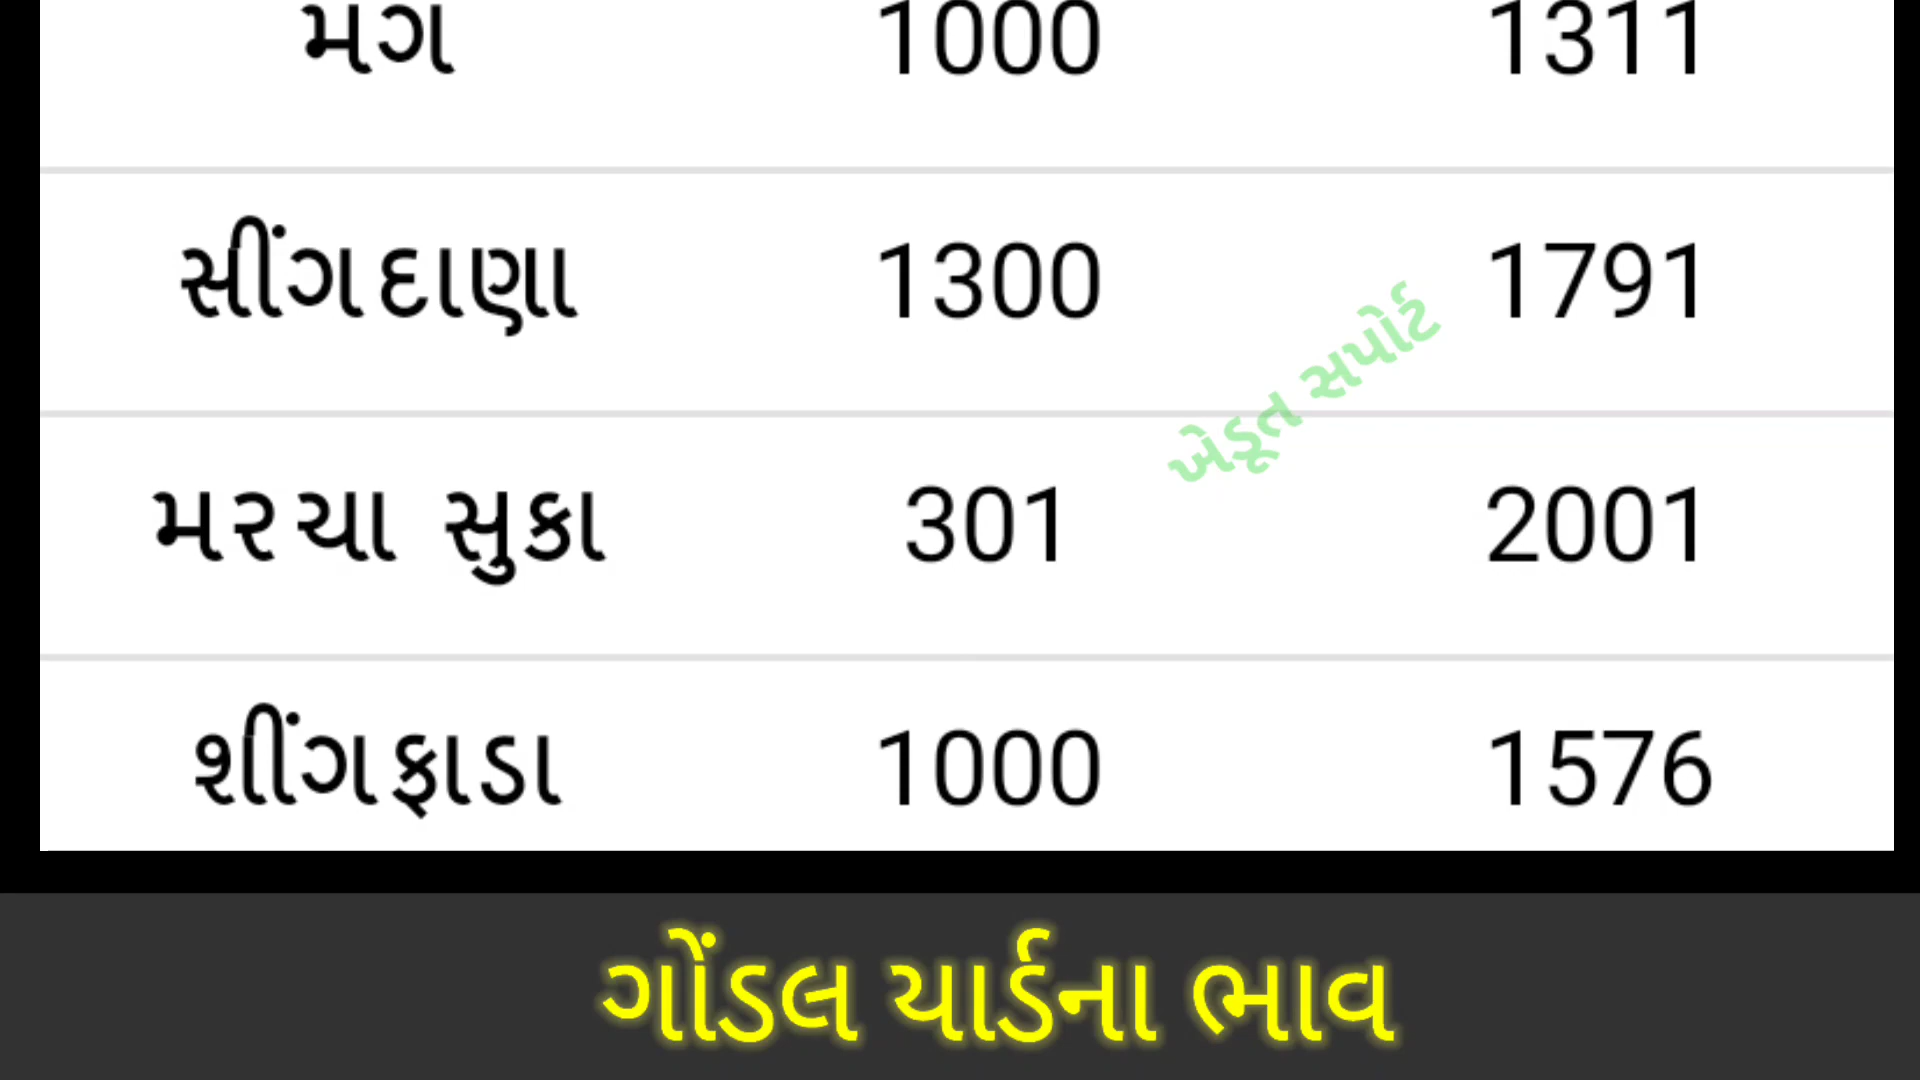 મગ 1000 1311
સીંગદાણા 1300 1791
ખેડૂત સપોર્ટ
મરચા સુકા 301 2001
શીંગફાડા 1000 1576
ગોંડલ યાર્ડના ભાવ